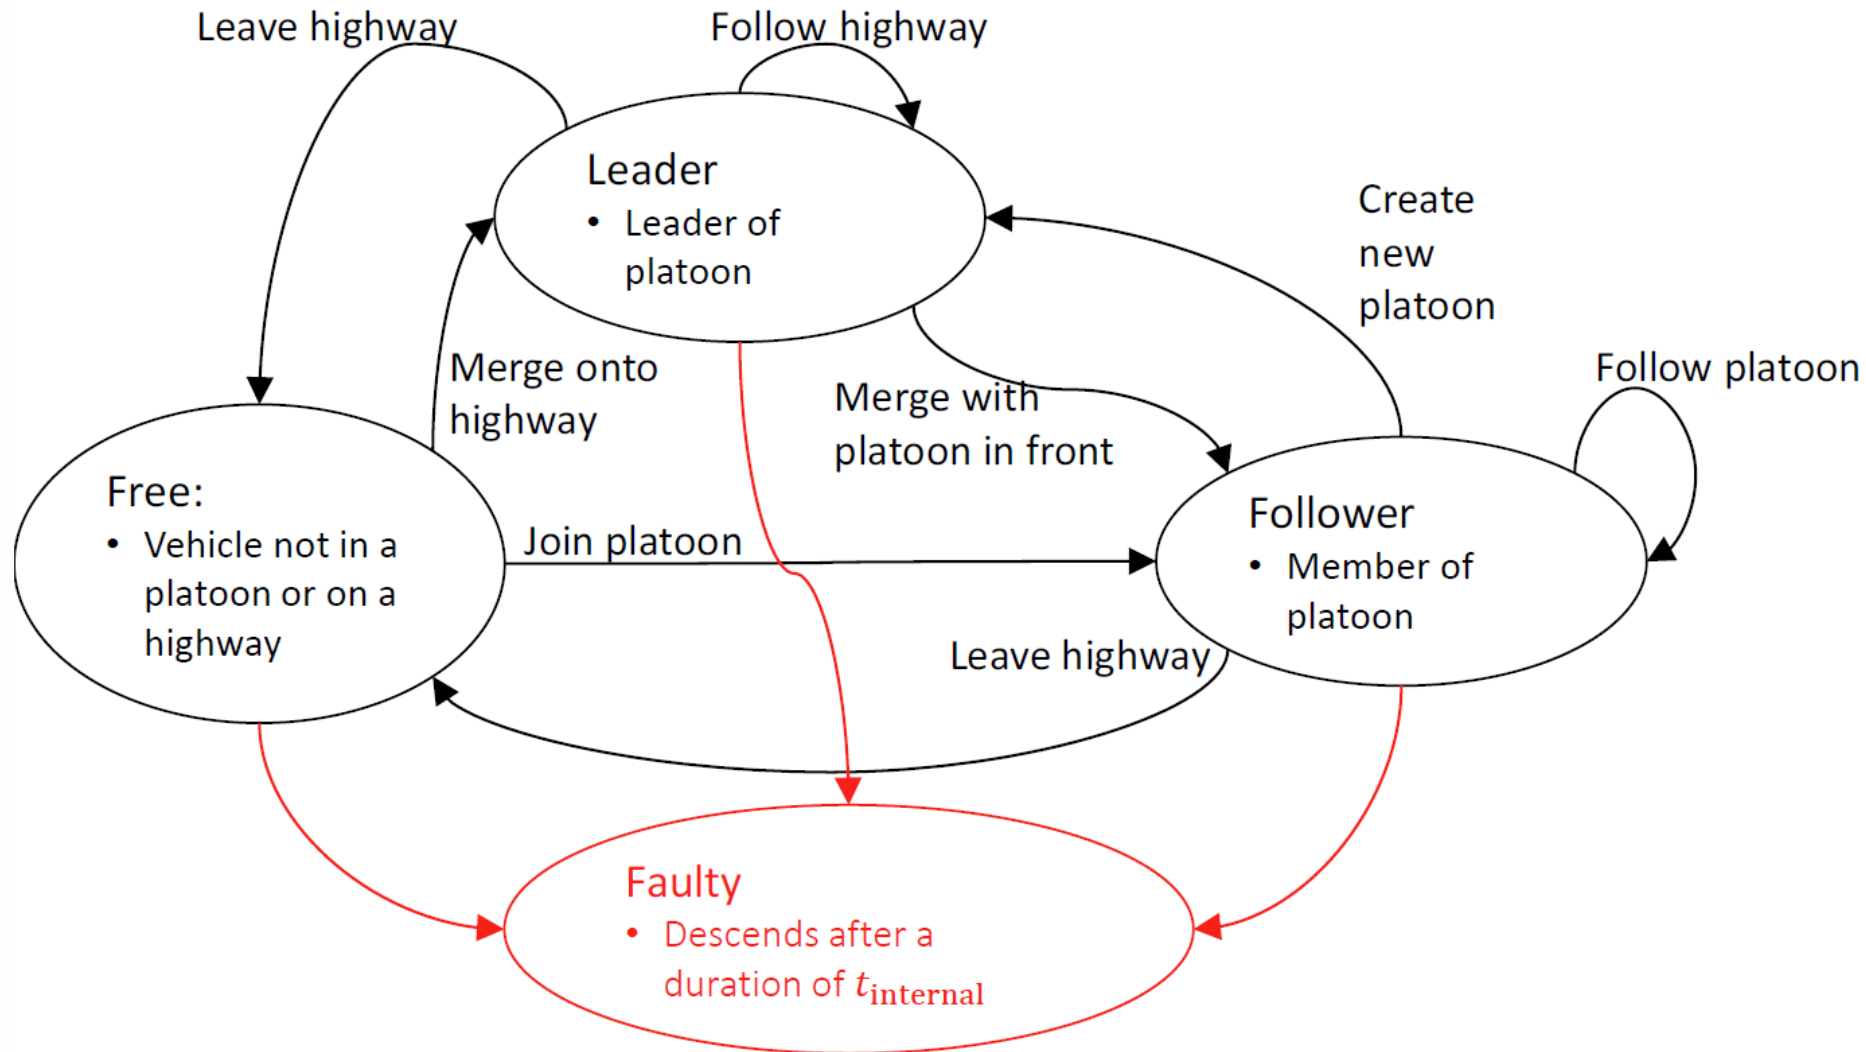 Leave highway
Follow highway
Leader
• Leader of
platoon
Create
new
platoon
Merge onto
highway
Merge with
platoon in front
Follow platoon
Free:
• Vehicle not in a
platoon or on a
highway
Join platoon
Follower
• Member of
platoon
Leave highway
Faulty
• Descends after a
duration of t_internal